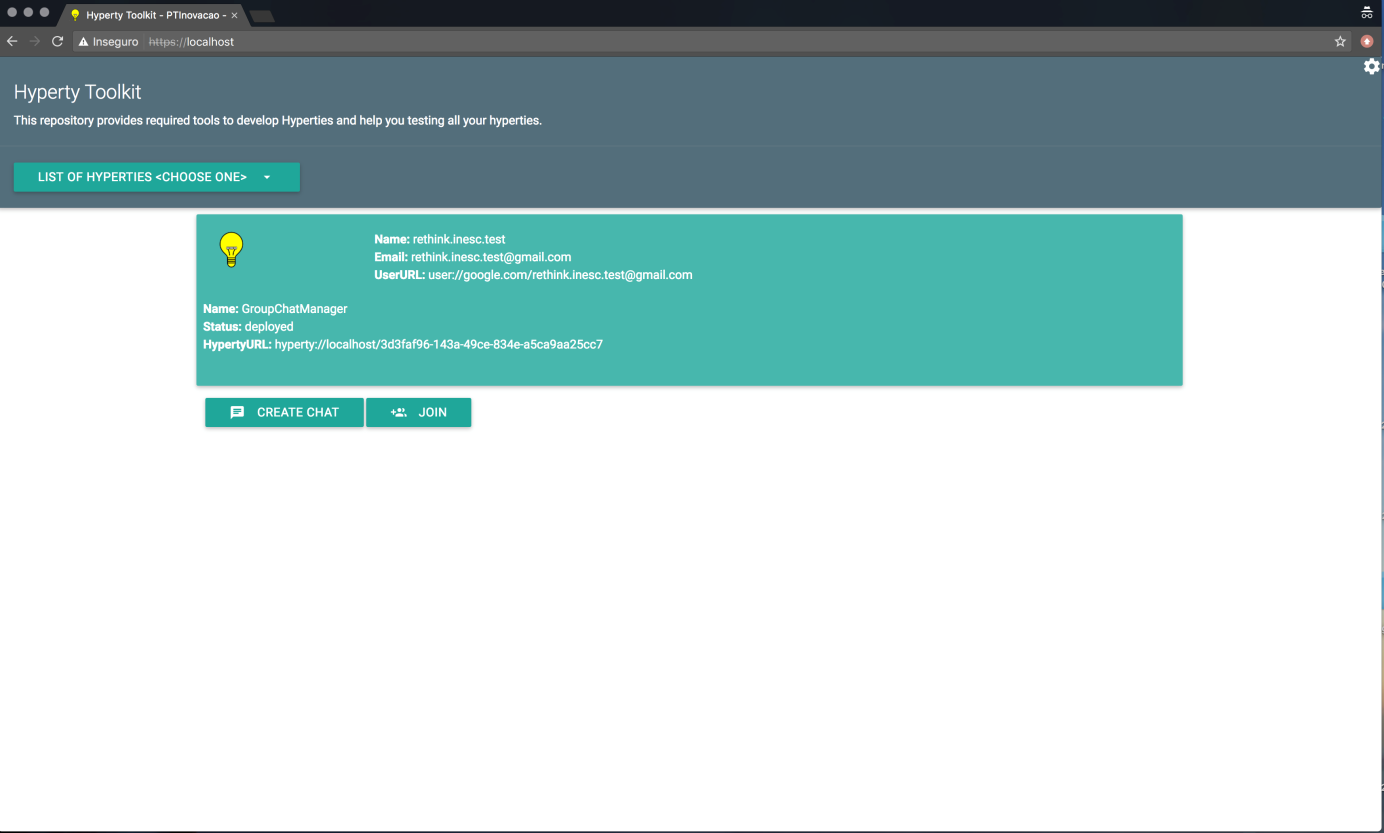 Hyperty Toolkit - PTInovacao -
Inseguro https://localhost
Hyperty Toolkit
This repository provides required tools to develop Hyperties and help you testing all your hyperties.
LIST OF HYPERTIES <CHOOSE ONE>
Name: rethink.inesc.test
Email: rethink.inesc.test@gmail.com
UserURL: user://google.com/rethink.inesc.test@gmail.com
Name: GroupChatManager
Status: deployed
HypertyURL: hyperty://localhost/3d3faf96-143a-49ce-834e-a5ca9aa25cc7
CREATE CHAT JOIN